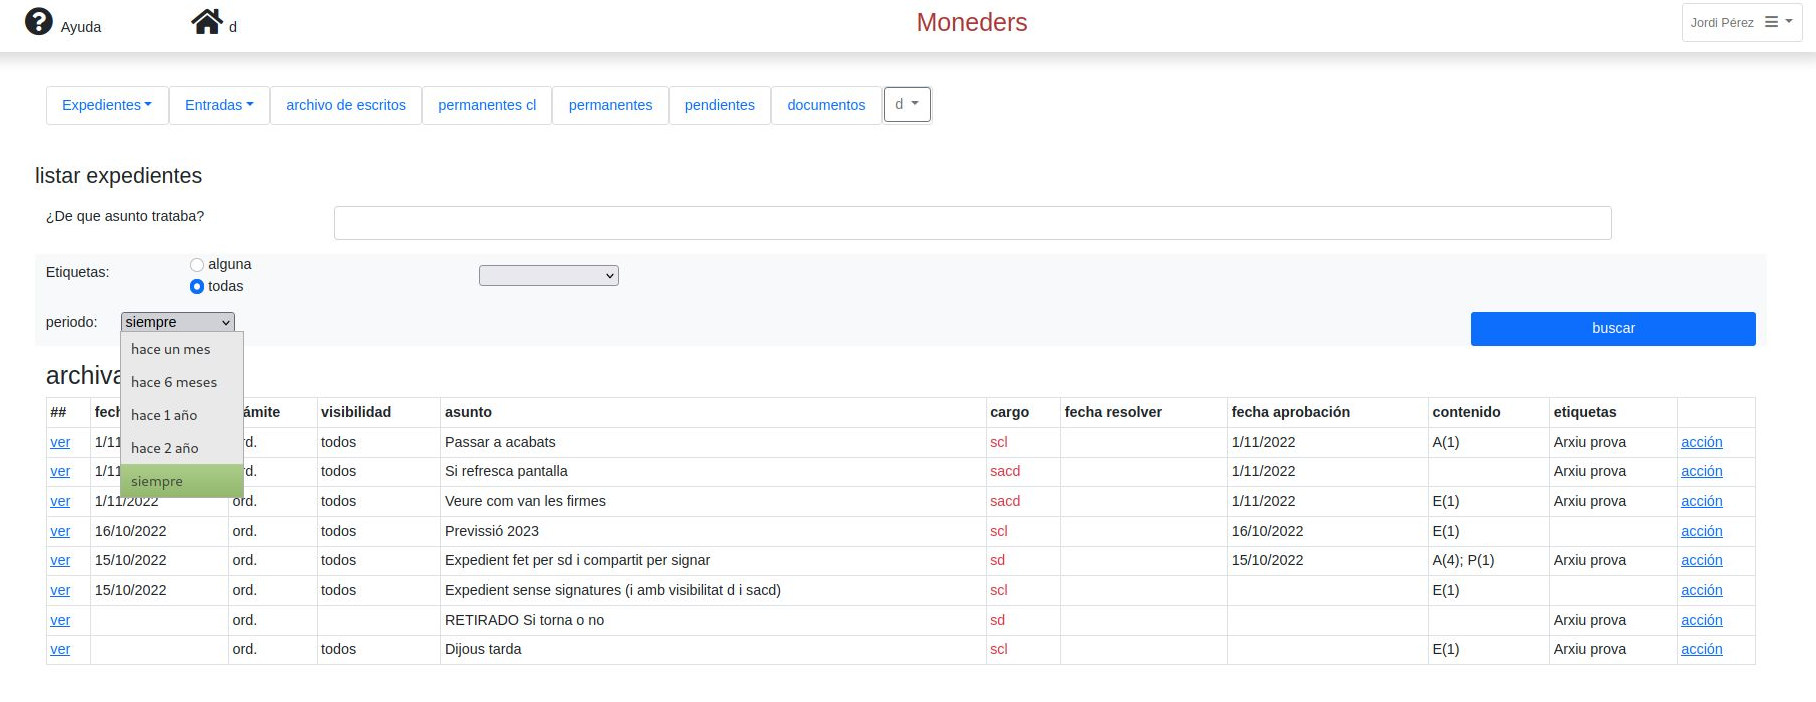 Ayuda d Moneders Jordi Pérez
Expedientes Entradas archivo de escritos permanentes cl permanentes pendientes documentos d
listar expedientes
¿De que asunto trataba?
Etiquetas: alguna
todas
periodo: siempre buscar
hace un mes
hace 6 meses
hace 1 año
hace 2 año
siempre
archiva
## fech ámite visibilidad asunto cargo fecha resolver fecha aprobación contenido etiquetas
ver 1/11 rd. todos Passar a acabats scl 1/11/2022 A(1) Arxiu prova acción
ver 1/11 rd. todos Si refresca pantalla sacd 1/11/2022 Arxiu prova acción
ver 1/11/2022 ord. todos Veure com van les firmes sacd 1/11/2022 E(1) Arxiu prova acción
ver 16/10/2022 ord. todos Previssió 2023 scl 16/10/2022 E(1) acción
ver 15/10/2022 ord. todos Expedient fet per sd i compartit per signar sd 15/10/2022 A(4); P(1) Arxiu prova acción
ver 15/10/2022 ord. todos Expedient sense signatures (i amb visibilitat d i sacd) scl E(1) acción
ver ord. RETIRADO Si torna o no sd Arxiu prova acción
ver ord. todos Dijous tarda scl E(1) Arxiu prova acción